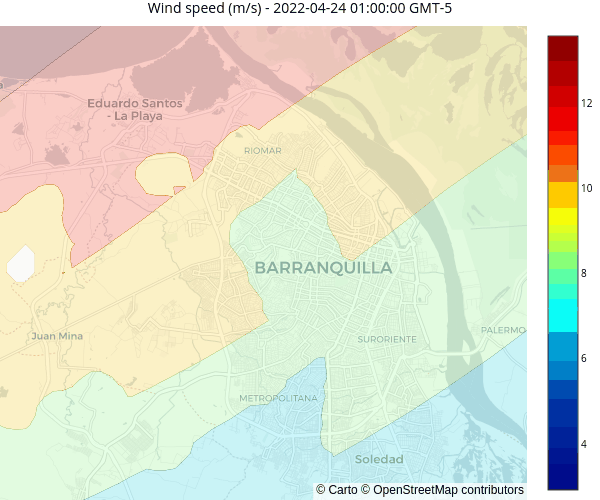 Wind speed (m/s) - 2022-04-24 01:00:00 GMT-5
Eduardo Santos
- La Playa
RIOMAR
BARRANQUILLA
Juan Mina
SURORIENTE
PALERMO
METROPOLITANA
Soledad
© Carto © OpenStreetMap contributors
12
10
8
6
4